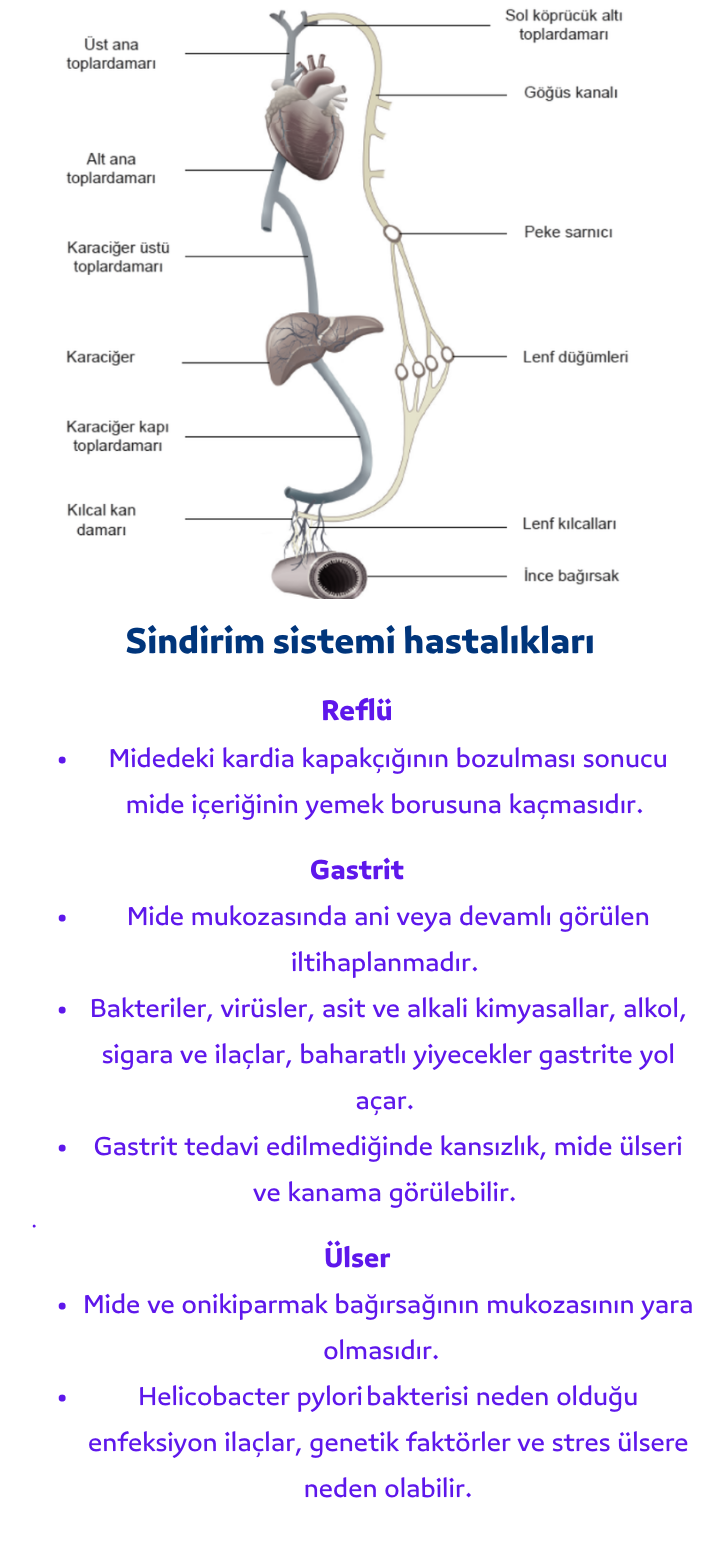 Sol köprücük altı
toplardamarı
Üst ana
toplardamarı
Göğüs kanalı
Alt ana
toplardamarı
Peke sarnıcı
Karaciğer üstü
toplardamarı
Karaciğer
Lenf düğümleri
Karaciğer kapı
toplardamarı
Kılcal kan
damarı
Lenf kılcalları
İnce bağırsak
Sindirim sistemi hastalıkları
Reflü
• Midedeki kardia kapakçığının bozulması sonucu
mide içeriğinin yemek borusuna kaçmasıdır.
Gastrit
• Mide mukozasında ani veya devamlı görülen
iltihaplanmadır.
• Bakteriler, virüsler, asit ve alkali kimyasallar, alkol,
sigara ve ilaçlar, baharatlı yiyecekler gastrite yol
açar.
• Gastrit tedavi edilmediğinde kansızlık, mide ülseri
ve kanama görülebilir.
.
Ülser
• Mide ve onikiparmak bağırsağının mukozasının yara
olmasıdır.
• Helicobacter pylori bakterisi neden olduğu
enfeksiyon ilaçlar, genetik faktörler ve stres ülsere
neden olabilir.